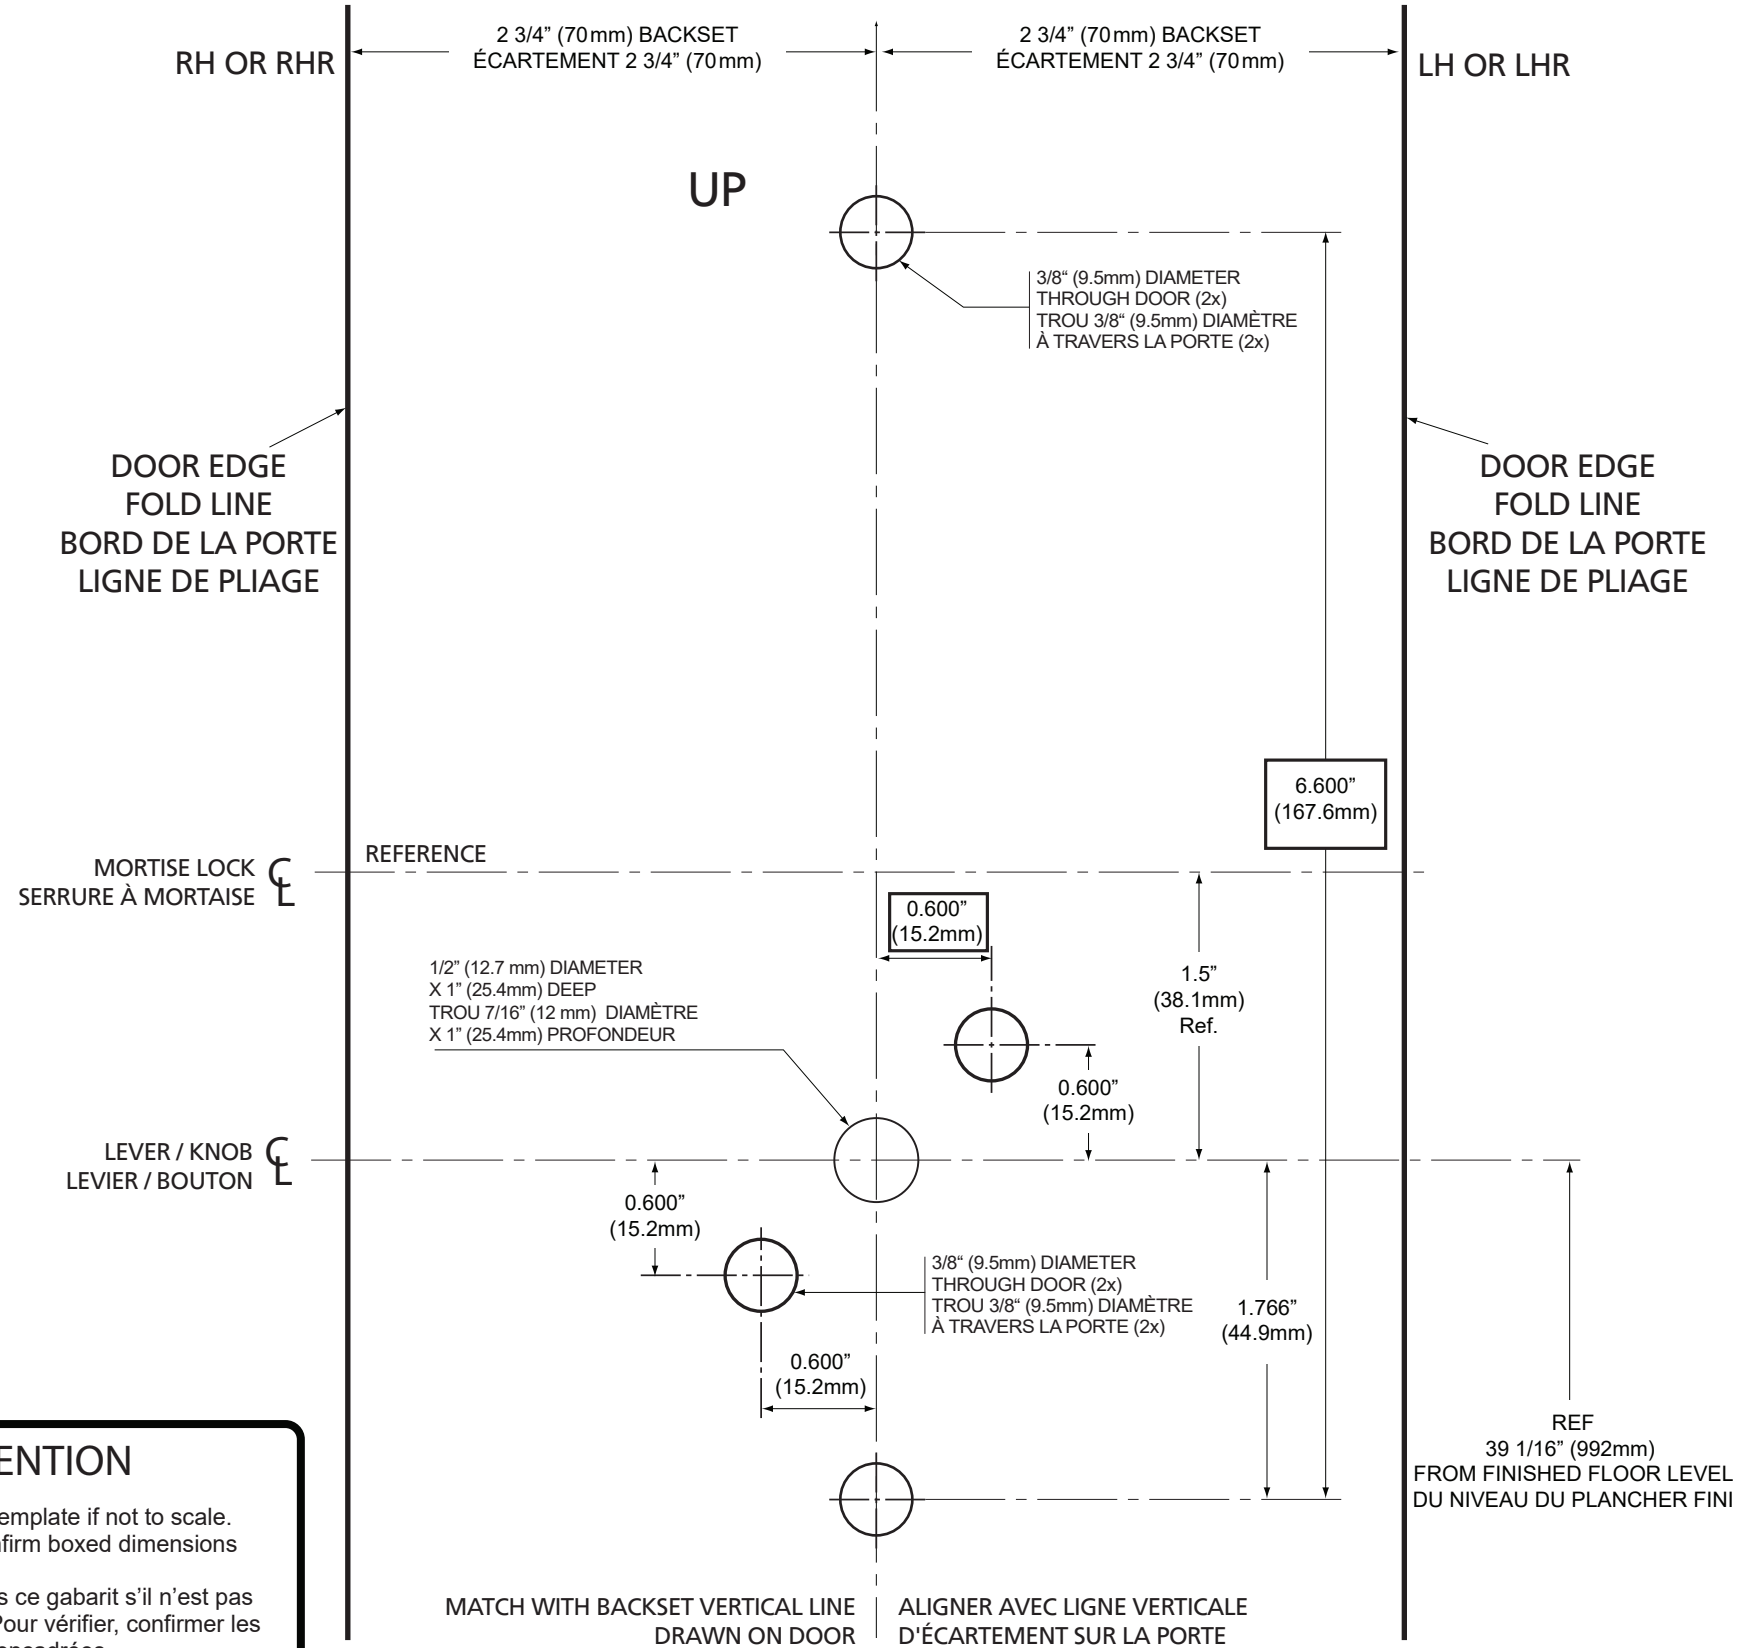 2 3/4” (70mm) BACKSET
ÉCARTEMENT 2 3/4” (70mm)
2 3/4” (70mm) BACKSET
ÉCARTEMENT 2 3/4” (70mm)
RH OR RHR
LH OR LHR
UP
3/8“ (9.5mm) DIAMETER
THROUGH DOOR (2x)
TROU 3/8“ (9.5mm) DIAMÈTRE
À TRAVERS LA PORTE (2x)
DOOR EDGE
FOLD LINE
BORD DE LA PORTE
LIGNE DE PLIAGE
DOOR EDGE
FOLD LINE
BORD DE LA PORTE
LIGNE DE PLIAGE
6.600”
(167.6mm)
REFERENCE
MORTISE LOCK
SERRURE À MORTAISE
CL
0.600”
(15.2mm)
1/2” (12.7 mm) DIAMETER
X 1” (25.4mm) DEEP
TROU 7/16” (12 mm) DIAMÈTRE
X 1” (25.4mm) PROFONDEUR
1.5”
(38.1mm)
Ref.
0.600”
(15.2mm)
LEVER / KNOB
LEVIER / BOUTON
CL
0.600”
(15.2mm)
3/8“ (9.5mm) DIAMETER
THROUGH DOOR (2x)
TROU 3/8“ (9.5mm) DIAMÈTRE
À TRAVERS LA PORTE (2x)
1.766”
(44.9mm)
0.600”
(15.2mm)
REF
39 1/16” (992mm)
FROM FINISHED FLOOR LEVEL
DU NIVEAU DU PLANCHER FINI
ENTION
emplate if not to scale.
nfirm boxed dimensions
s ce gabarit s’il n’est pas
Pour vérifier, confirmer les
MATCH WITH BACKSET VERTICAL LINE
DRAWN ON DOOR
ALIGNER AVEC LIGNE VERTICALE
D'ÉCARTEMENT SUR LA PORTE